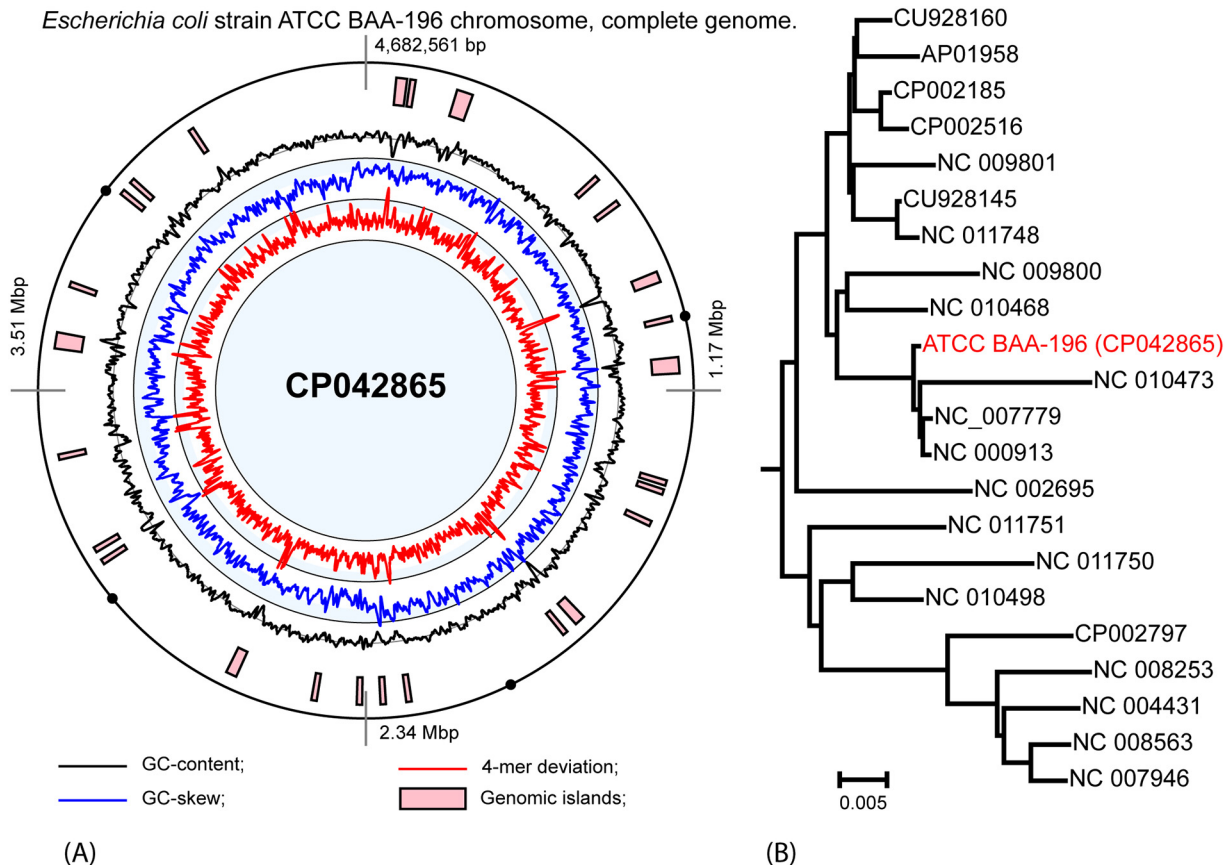 Escherichia coli strain ATCC BAA-196 chromosome, complete genome.
4,682,561 bp
1.17 Mbp
2.34 Mbp
3.51 Mbp
CP042865
GC-content;
GC-skew;
4-mer deviation;
Genomic islands;
(A)
CU928160
AP01958
CP002185
CP002516
NC 009801
CU928145
NC 011748
NC 009800
NC 010468
ATCC BAA-196 (CP042865)
NC 010473
NC_007779
NC 000913
NC 002695
NC 011751
NC 011750
NC 010498
CP002797
NC 008253
NC 004431
NC 008563
NC 007946
0.005
(B)